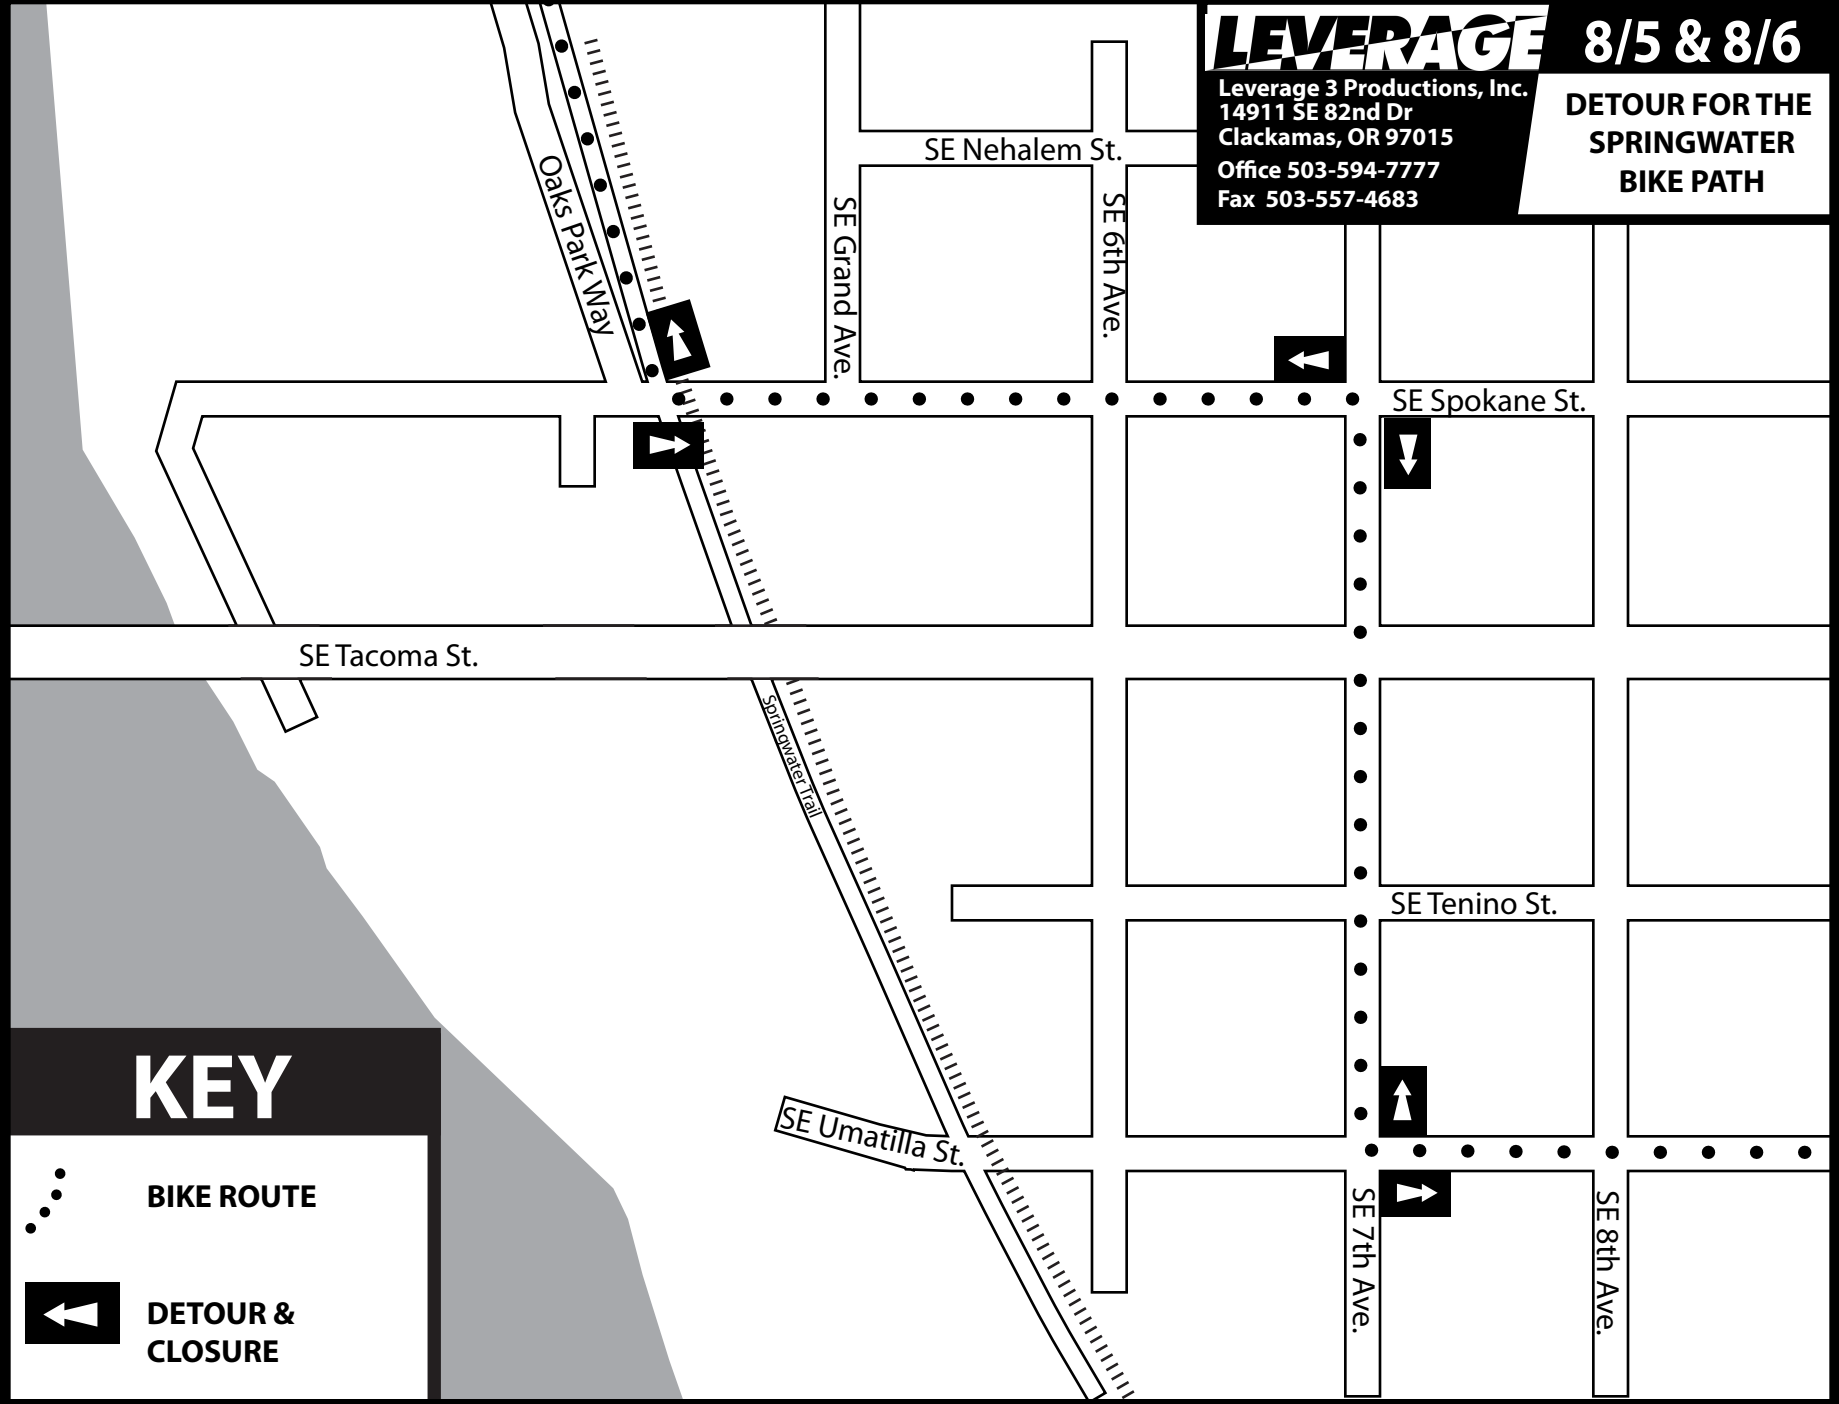 LEVERAGE
8/5 & 8/6
Leverage 3 Productions, Inc.
14911 SE 82nd Dr
Clackamas, OR 97015
Office 503-594-7777
Fax 503-557-4683
DETOUR FOR THE
SPRINGWATER
BIKE PATH
SE Nehalem St.
Oaks Park Way
SE Grand Ave.
SE 6th Ave.
SE Spokane St.
SE Tacoma St.
Springwater Trail
SE Tenino St.
SE Umatilla St.
SE 7th Ave.
SE 8th Ave.
KEY
BIKE ROUTE
DETOUR &
CLOSURE